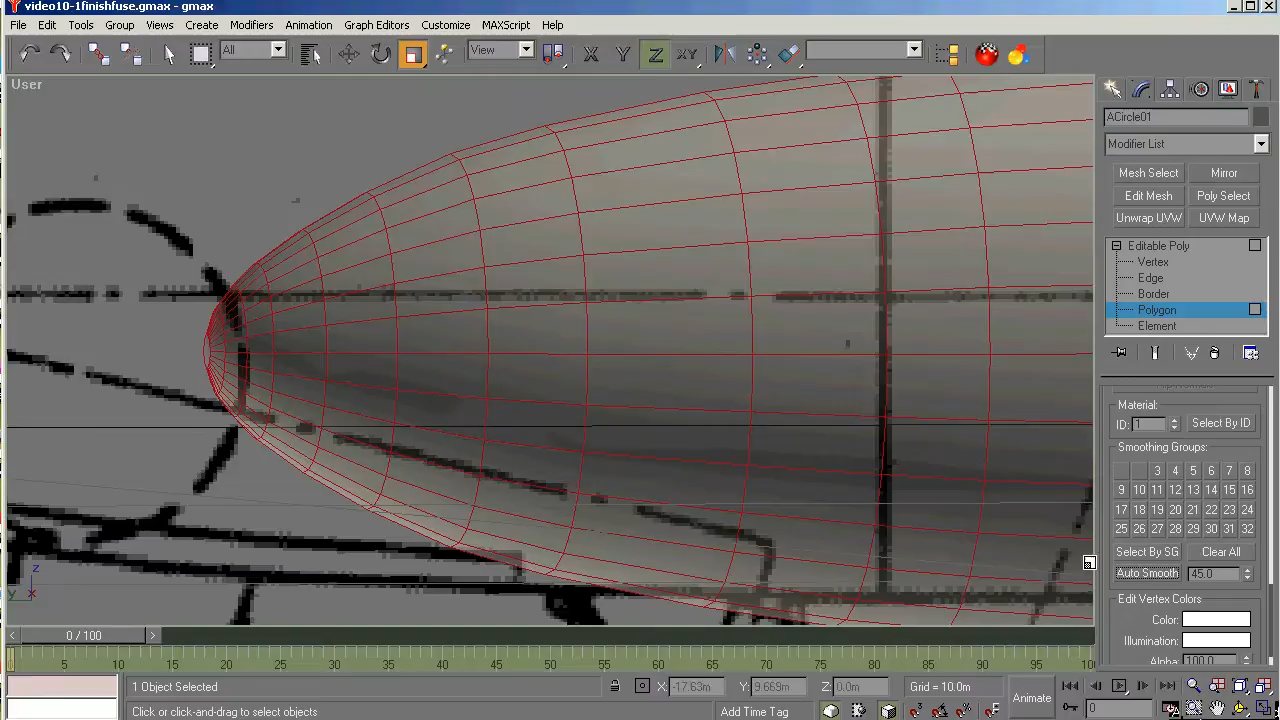 video10-1finishfuse.gmax - gmax
File Edit Tools Group Views Create Modifiers Animation Graph Editors Customize MAXScript Help
All View X Y Z XY
User
ACircle01
Modifier List
Mesh Select Mirror
Edit Mesh Poly Select
Unwrap UVW UVW Map
Editable Poly
Vertex
Edge
Border
Polygon
Element
Material:
ID: 1 Select By ID
Smoothing Groups:
3 4 5 6 7 8
9 10 11 12 13 14 15 16
17 18 19 20 21 22 23 24
25 26 27 28 29 30 31 32
Select By SG Clear All
Auto Smooth 45.0
Edit Vertex Colors
Color:
Illumination:
Alpha: 100.0
z
y x
< 0 / 100 >
5 10 15 20 25 30 35 40 45 50 55 60 65 70 75 80 85 90 95 100
1 Object Selected X: -17.63m Y: 9.669m Z: 0.0m Grid = 10.0m Animate
Click or click-and-drag to select objects Add Time Tag 0